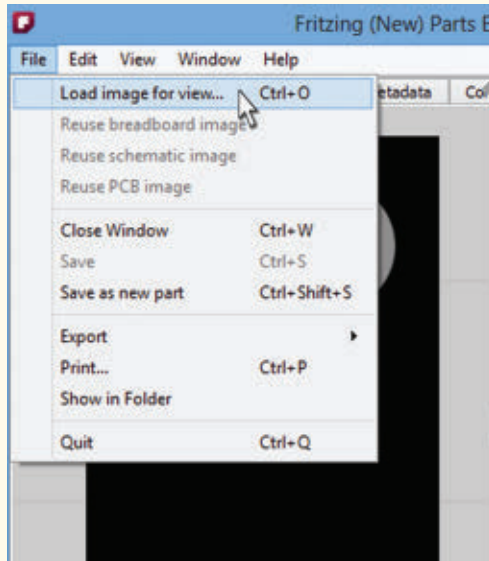 Fritzing (New) Parts
File Edit View Window Help
Load image for view... Ctrl+O
etadata
Reuse breadboard image
Reuse schematic image
Reuse PCB image
Close Window Ctrl+W
Save Ctrl+S
Save as new part Ctrl+Shift+S
Export
Print... Ctrl+P
Show in Folder
Quit Ctrl+Q